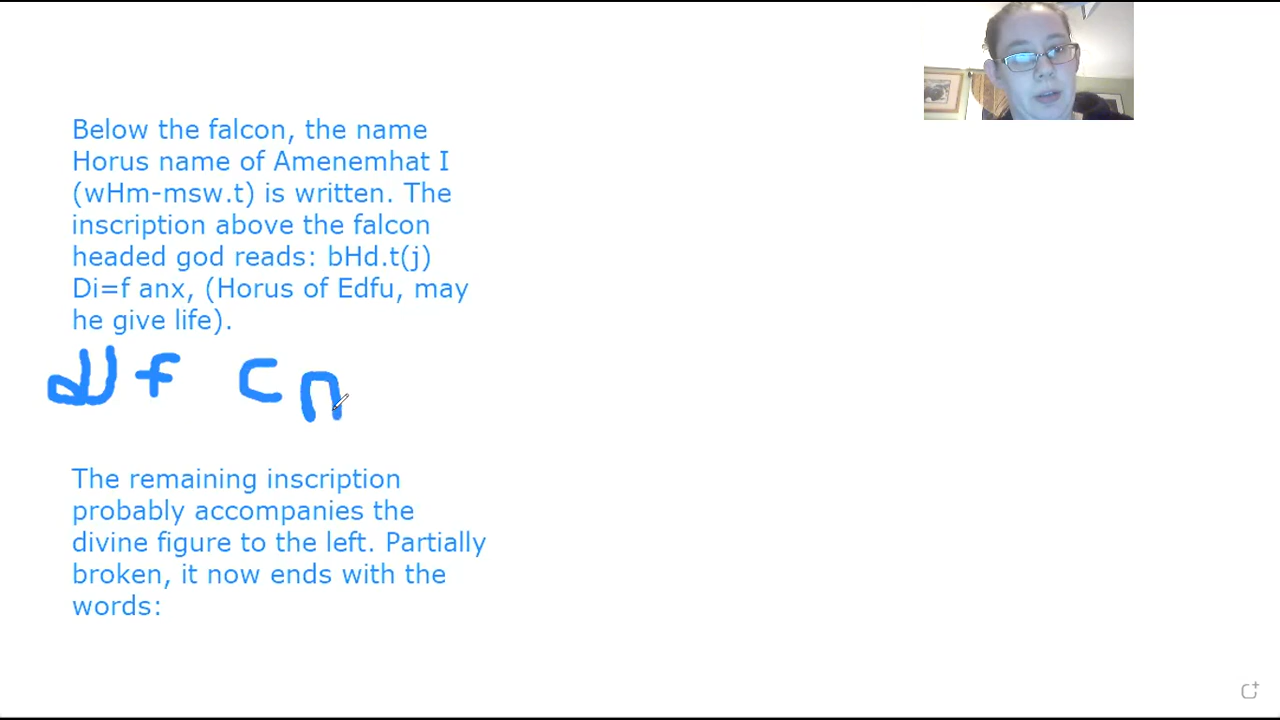 Below the falcon, the name
Horus name of Amenemhat I
(wHm-msw.t) is written. The
inscription above the falcon
headed god reads: bHd.t(j)
Di=f anx, (Horus of Edfu, may
he give life).
f c n
The remaining inscription
probably accompanies the
divine figure to the left. Partially
broken, it now ends with the
words: